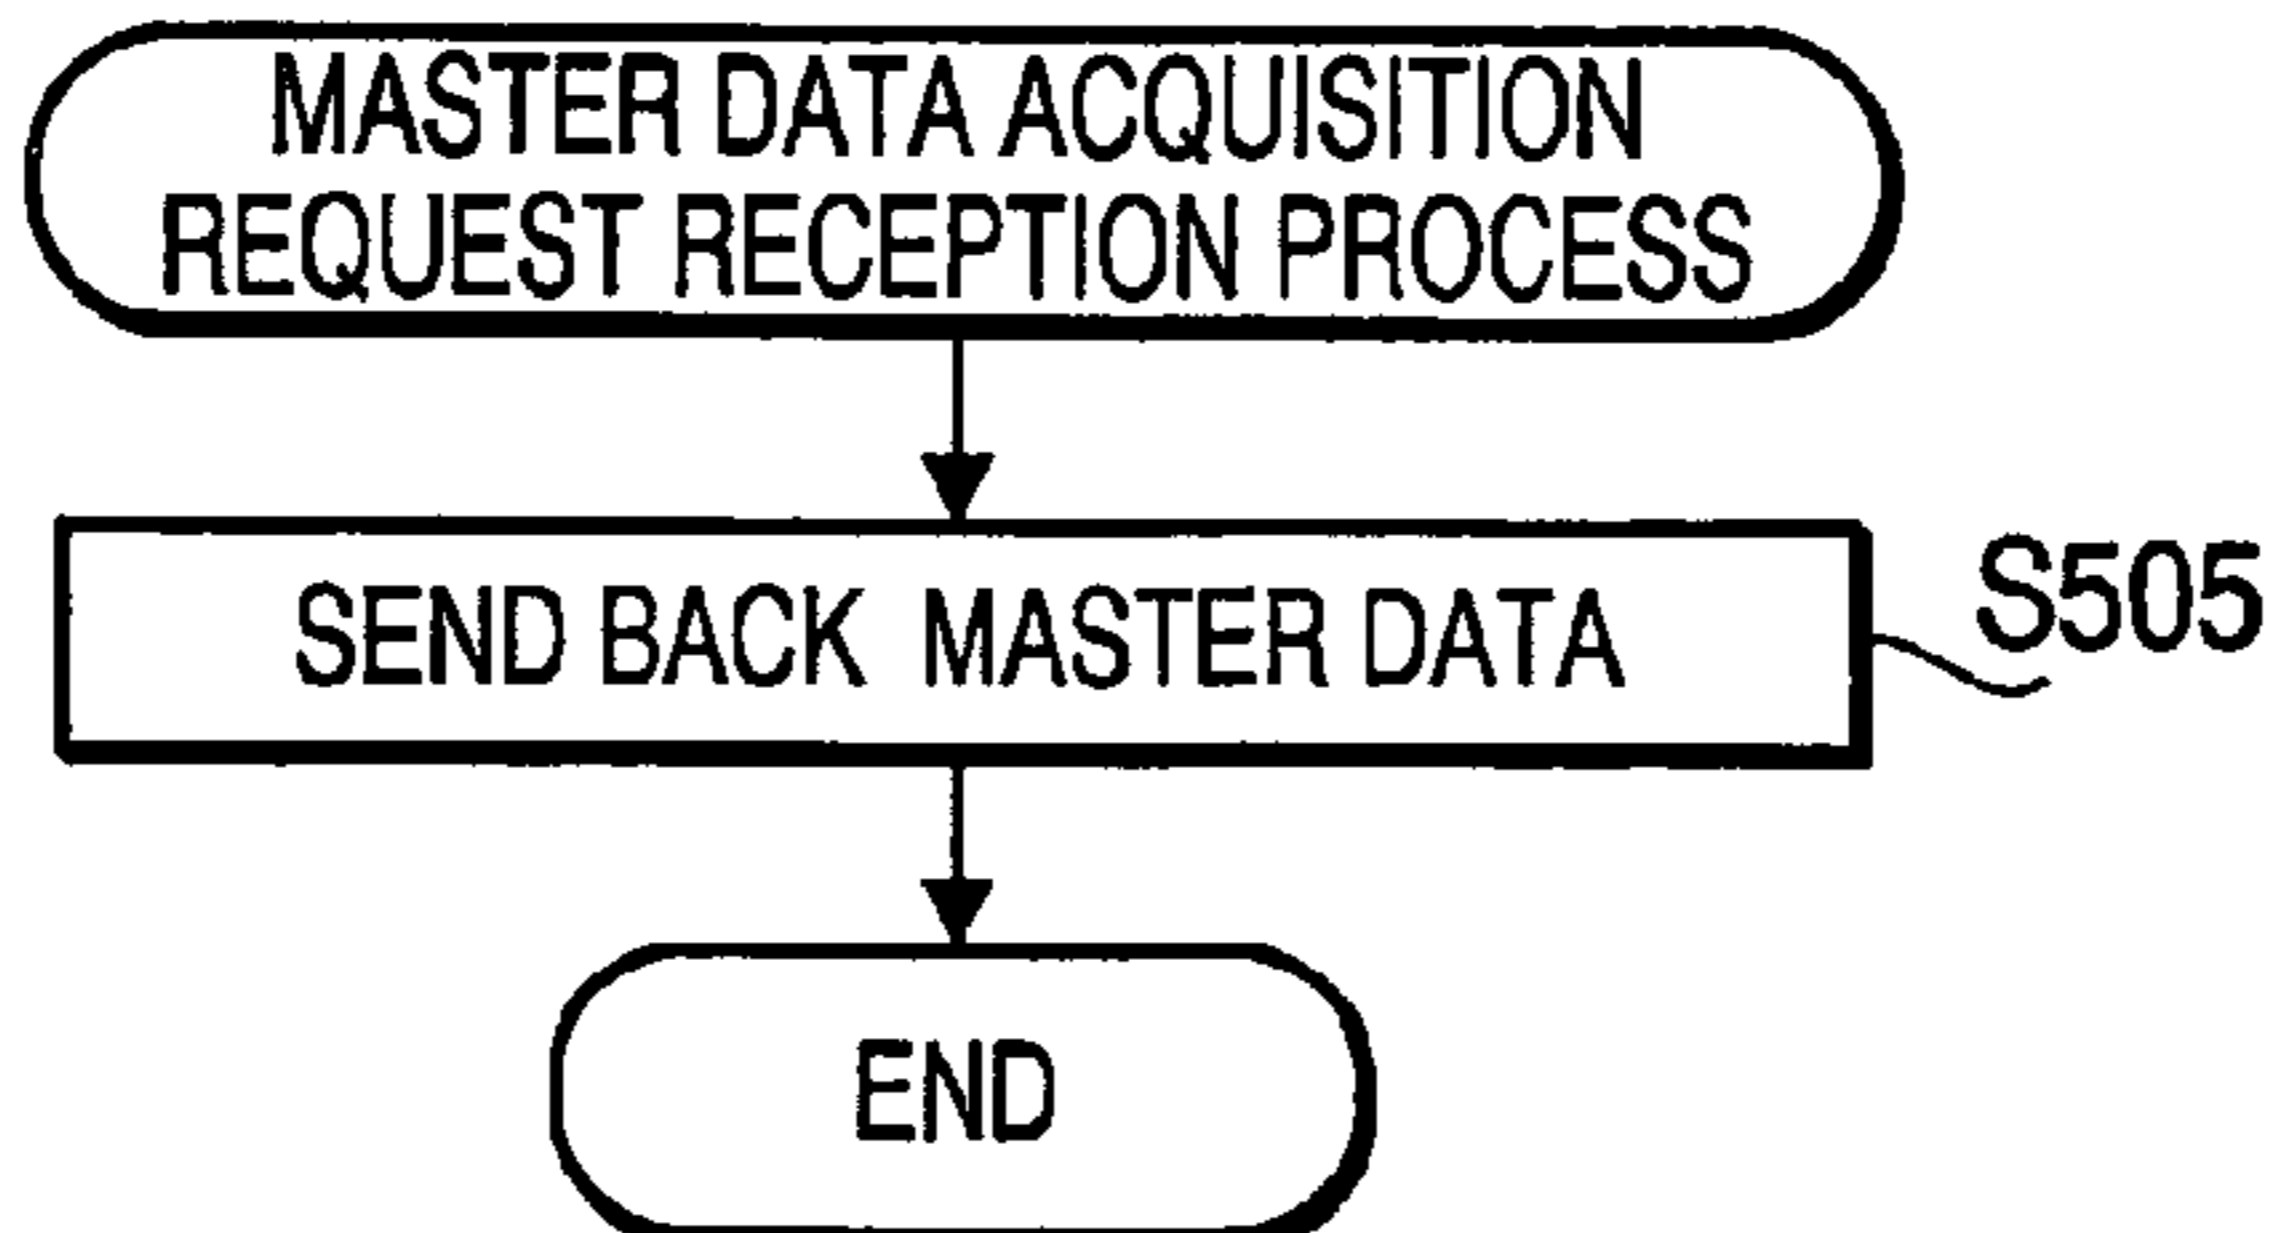 MASTER DATA ACQUISITION
REQUEST RECEPTION PROCESS
SEND BACK MASTER DATA
S505
END